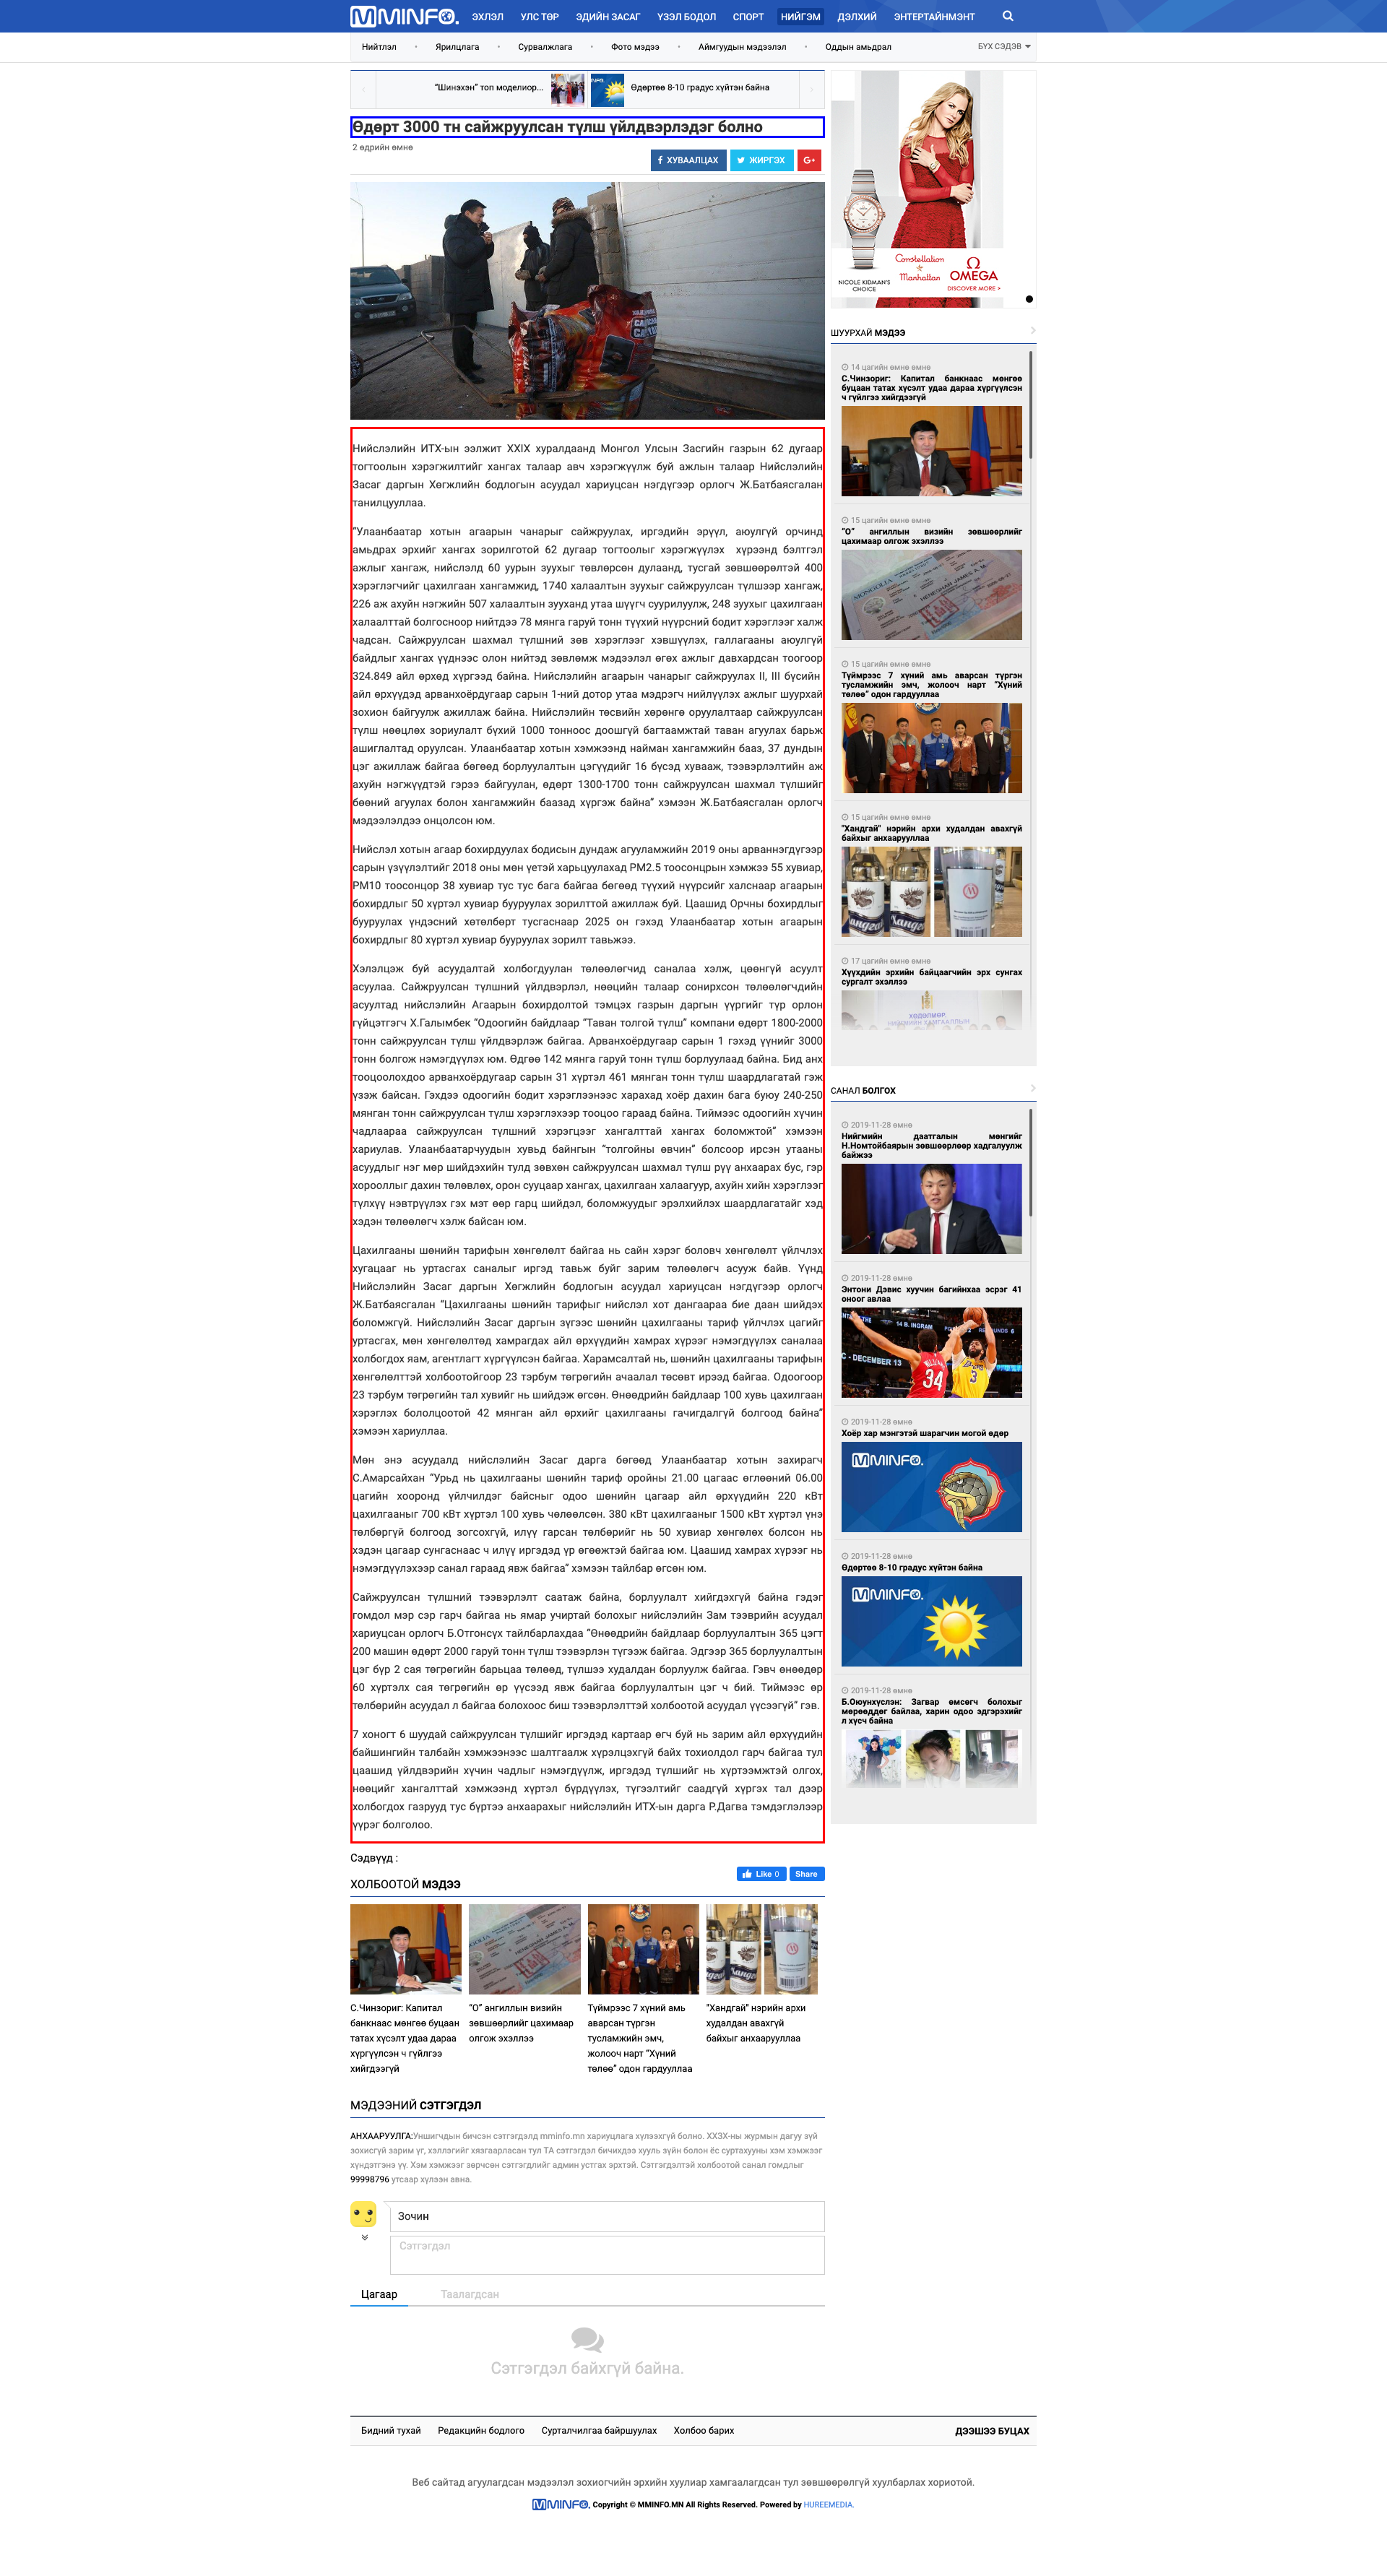 MMINFO.
ЭХЛЭЛ УЛС ТӨР ЭДИЙН ЗАСАГ ҮЗЭЛ БОДОЛ СПОРТ НИЙГЭМ ДЭЛХИЙ ЭНТЕРТАЙНМЭНТ
Нийтлэл • Ярилцлага • Сурвалжлага • Фото мэдээ • Аймгуудын мэдээлэл • Оддын амьдрал БҮХ СЭДЭВ
“Шинэхэн” топ моделиор... Өдөртөө 8-10 градус хүйтэн байна
Өдөрт 3000 тн сайжруулсан түлш үйлдвэрлэдэг болно
2 өдрийн өмнө
ХУВААЛЦАХ ЖИРГЭХ G+
Нийслэлийн ИТХ-ын ээлжит XXIX хуралдаанд Монгол Улсын Засгийн газрын 62 дугаар
тогтоолын хэрэгжилтийг хангах талаар авч хэрэгжүүлж буй ажлын талаар Нийслэлийн
Засаг даргын Хөгжлийн бодлогын асуудал хариуцсан нэгдүгээр орлогч Ж.Батбаясгалан
танилцууллаа.
“Улаанбаатар хотын агаарын чанарыг сайжруулах, иргэдийн эрүүл, аюулгүй орчинд
амьдрах эрхийг хангах зорилготой 62 дугаар тогтоолыг хэрэгжүүлэх хүрээнд бэлтгэл
ажлыг хангаж, нийслэлд 60 уурын зуухыг төвлөрсөн дулаанд, тусгай зөвшөөрөлтэй 400
хэрэглэгчийг цахилгаан хангамжид, 1740 халаалтын зуухыг сайжруулсан түлшээр хангаж,
226 аж ахуйн нэгжийн 507 халаалтын зууханд утаа шүүгч суурилуулж, 248 зуухыг цахилгаан
халаалттай болгосноор нийтдээ 78 мянга гаруй тонн түүхий нүүрсний бодит хэрэглээг халж
чадсан. Сайжруулсан шахмал түлшний зөв хэрэглээг хэвшүүлэх, галлагааны аюулгүй
байдлыг хангах үүднээс олон нийтэд зөвлөмж мэдээлэл өгөх ажлыг давхардсан тоогоор
324.849 айл өрхөд хүргээд байна. Нийслэлийн агаарын чанарыг сайжруулах II, III бүсийн
айл өрхүүдэд арванхоёрдугаар сарын 1-ний дотор утаа мэдрэгч нийлүүлэх ажлыг шуурхай
зохион байгуулж ажиллаж байна. Нийслэлийн төсвийн хөрөнгө оруулалтаар сайжруулсан
түлш нөөцлөх зориулалт бүхий 1000 тонноос доошгүй багтаамжтай таван агуулах барьж
ашиглалтад оруулсан. Улаанбаатар хотын хэмжээнд найман хангамжийн бааз, 37 дундын
цэг ажиллаж байгаа бөгөөд борлуулалтын цэгүүдийг 16 бүсэд хувааж, тээвэрлэлтийн аж
ахуйн нэгжүүдтэй гэрээ байгуулан, өдөрт 1300-1700 тонн сайжруулсан шахмал түлшийг
бөөний агуулах болон хангамжийн баазад хүргэж байна” хэмээн Ж.Батбаясгалан орлогч
мэдээлэлдээ онцолсон юм.
Нийслэл хотын агаар бохирдуулах бодисын дундаж агууламжийн 2019 оны арваннэгдүгээр
сарын үзүүлэлтийг 2018 оны мөн үетэй харьцуулахад PM2.5 тоосонцрын хэмжээ 55 хувиар,
PM10 тоосонцор 38 хувиар тус тус бага байгаа бөгөөд түүхий нүүрсийг халснаар агаарын
бохирдлыг 50 хүртэл хувиар бууруулах зорилттой ажиллаж буй. Цаашид Орчны бохирдлыг
бууруулах үндэсний хөтөлбөрт тусгаснаар 2025 он гэхэд Улаанбаатар хотын агаарын
бохирдлыг 80 хүртэл хувиар бууруулах зорилт тавьжээ.
Хэлэлцэж буй асуудалтай холбогдуулан төлөөлөгчид саналаа хэлж, цөөнгүй асуулт
асуулаа. Сайжруулсан түлшний үйлдвэрлэл, нөөцийн талаар сонирхсон төлөөлөгчдийн
асуултад нийслэлийн Агаарын бохирдолтой тэмцэх газрын даргын үүргийг түр орлон
гүйцэтгэгч Х.Галымбек “Одоогийн байдлаар “Таван толгой түлш” компани өдөрт 1800-2000
тонн сайжруулсан түлш үйлдвэрлэж байгаа. Арванхоёрдугаар сарын 1 гэхэд үүнийг 3000
тонн болгож нэмэгдүүлэх юм. Өдгөө 142 мянга гаруй тонн түлш борлуулаад байна. Бид анх
тооцоолохдоо арванхоёрдугаар сарын 31 хүртэл 461 мянган тонн түлш шаардлагатай гэж
үзэж байсан. Гэхдээ одоогийн бодит хэрэглээнээс харахад хоёр дахин бага буюу 240-250
мянган тонн сайжруулсан түлш хэрэглэхээр тооцоо гараад байна. Тиймээс одоогийн хүчин
чадлаараа сайжруулсан түлшний хэрэгцээг хангалттай хангах боломжтой” хэмээн
хариулав. Улаанбаатарчуудын хувьд байнгын “толгойны өвчин” болсоор ирсэн утааны
асуудлыг нэг мөр шийдэхийн тулд зөвхөн сайжруулсан шахмал түлш рүү анхаарах бус, гэр
хорооллыг дахин төлөвлөх, орон сууцаар хангах, цахилгаан халаагуур, ахуйн хийн хэрэглээг
түлхүү нэвтрүүлэх гэх мэт өөр гарц шийдэл, боломжуудыг эрэлхийлэх шаардлагатайг хэд
хэдэн төлөөлөгч хэлж байсан юм.
Цахилгааны шөнийн тарифын хөнгөлөлт байгаа нь сайн хэрэг боловч хөнгөлөлт үйлчлэх
хугацааг нь уртасгах саналыг иргэд тавьж буйг зарим төлөөлөгч асууж байв. Үүнд
Нийслэлийн Засаг даргын Хөгжлийн бодлогын асуудал хариуцсан нэгдүгээр орлогч
Ж.Батбаясгалан “Цахилгааны шөнийн тарифыг нийслэл хот дангаараа бие даан шийдэх
боломжгүй. Нийслэлийн Засаг даргын зүгээс шөнийн цахилгааны тариф үйлчлэх цагийг
уртасгах, мөн хөнгөлөлтөд хамрагдах айл өрхүүдийн хамрах хүрээг нэмэгдүүлэх саналаа
холбогдох яам, агентлагт хүргүүлсэн байгаа. Харамсалтай нь, шөнийн цахилгааны тарифын
хөнгөлөлттэй холбоотойгоор 23 тэрбум төгрөгийн ачаалал төсөвт ирээд байгаа. Одоогоор
23 тэрбум төгрөгийн тал хувийг нь шийдэж өгсөн. Өнөөдрийн байдлаар 100 хувь цахилгаан
хэрэглэх бололцоотой 42 мянган айл өрхийг цахилгааны гачигдалгүй болгоод байна”
хэмээн хариуллаа.
Мөн энэ асуудалд нийслэлийн Засаг дарга бөгөөд Улаанбаатар хотын захирагч
С.Амарсайхан “Урьд нь цахилгааны шөнийн тариф оройны 21.00 цагаас өглөөний 06.00
цагийн хооронд үйлчилдэг байсныг одоо шөнийн цагаар айл өрхүүдийн 220 кВт
цахилгааныг 700 кВт хүртэл 100 хувь чөлөөлсөн. 380 кВт цахилгааныг 1500 кВт хүртэл үнэ
төлбөргүй болгоод зогсохгүй, илүү гарсан төлбөрийг нь 50 хувиар хөнгөлөх болсон нь
хэдэн цагаар сунгаснаас ч илүү иргэдэд үр өгөөжтэй байгаа юм. Цаашид хамрах хүрээг нь
нэмэгдүүлэхээр санал гараад явж байгаа” хэмээн тайлбар өгсөн юм.
Сайжруулсан түлшний тээвэрлэлт саатаж байна, борлуулалт хийгдэхгүй байна гэдэг
гомдол мэр сэр гарч байгаа нь ямар учиртай болохыг нийслэлийн Зам тээврийн асуудал
хариуцсан орлогч Б.Отгонсүх тайлбарлахдаа “Өнөөдрийн байдлаар борлуулалтын 365 цэгт
200 машин өдөрт 2000 гаруй тонн түлш тээвэрлэн түгээж байгаа. Эдгээр 365 борлуулалтын
цэг бүр 2 сая төгрөгийн барьцаа төлөөд, түлшээ худалдан борлуулж байгаа. Гэвч өнөөдөр
60 хүртэлх сая төгрөгийн өр үүсээд явж байгаа борлуулалтын цэг ч бий. Тиймээс өр
төлбөрийн асуудал л байгаа болохоос биш тээвэрлэлттэй холбоотой асуудал үүсээгүй” гэв.
7 хоногт 6 шуудай сайжруулсан түлшийг иргэдэд картаар өгч буй нь зарим айл өрхүүдийн
байшингийн талбайн хэмжээнээс шалтгаалж хүрэлцэхгүй байх тохиолдол гарч байгаа тул
цаашид үйлдвэрийн хүчин чадлыг нэмэгдүүлж, иргэдэд түлшийг нь хүртээмжтэй олгох,
нөөцийг хангалттай хэмжээнд хүртэл бүрдүүлэх, түгээлтийг саадгүй хүргэх тал дээр
холбогдох газрууд тус бүртээ анхаарахыг нийслэлийн ИТХ-ын дарга Р.Дагва тэмдэглэлээр
үүрэг болголоо.
Сэдвүүд :
Like 0 Share
ХОЛБООТОЙ МЭДЭЭ
С.Чинзориг: Капитал
банкнаас мөнгөө буцаан
татах хүсэлт удаа дараа
хүргүүлсэн ч гүйлгээ
хийгдээгүй
“О” ангиллын визийн
зөвшөөрлийг цахимаар
олгож эхэллээ
Түймрээс 7 хүний амь
аварсан түргэн
тусламжийн эмч,
жолооч нарт “Хүний
төлөө” одон гардууллаа
"Хандгай" нэрийн архи
худалдан авахгүй
байхыг анхаарууллаа
МЭДЭЭНИЙ СЭТГЭГДЭЛ
АНХААРУУЛГА:Уншигчдын бичсэн сэтгэгдэлд mminfo.mn хариуцлага хүлээхгүй болно. ХХЗХ-ны журмын дагуу зүй
зохисгүй зарим үг, хэллэгийг хязгаарласан тул ТА сэтгэгдэл бичихдээ хууль зүйн болон ёс суртахууны хэм хэмжээг
хүндэтгэнэ үү. Хэм хэмжээг зөрчсөн сэтгэгдлийг админ устгах эрхтэй. Сэтгэгдэлтэй холбоотой санал гомдлыг
99998796 утсаар хүлээн авна.
Зочин
Сэтгэгдэл
Цагаар Таалагдсан
Сэтгэгдэл байхгүй байна.
NICOLE KIDMAN'S
CHOICE
Constellation
Manhattan
OMEGA
DISCOVER MORE >
ШУУРХАЙ МЭДЭЭ
14 цагийн өмнө өмнө
С.Чинзориг: Капитал банкнаас мөнгөө
буцаан татах хүсэлт удаа дараа хүргүүлсэн
ч гүйлгээ хийгдээгүй
15 цагийн өмнө өмнө
“О” ангиллын визийн зөвшөөрлийг
цахимаар олгож эхэллээ
15 цагийн өмнө өмнө
Түймрээс 7 хүний амь аварсан түргэн
тусламжийн эмч, жолооч нарт “Хүний
төлөө” одон гардууллаа
15 цагийн өмнө өмнө
"Хандгай" нэрийн архи худалдан авахгүй
байхыг анхаарууллаа
17 цагийн өмнө өмнө
Хүүхдийн эрхийн байцаагчийн эрх сунгах
сургалт эхэллээ
САНАЛ БОЛГОХ
2019-11-28 өмнө
Нийгмийн даатгалын мөнгийг
Н.Номтойбаярын зөвшөөрлөөр хадгалуулж
байжээ
2019-11-28 өмнө
Энтони Дэвис хуучин багийнхаа эсрэг 41
оноог авлаа
2019-11-28 өмнө
Хоёр хар мэнгэтэй шарагчин могой өдөр
MMINFO.
2019-11-28 өмнө
Өдөртөө 8-10 градус хүйтэн байна
MMINFO.
2019-11-28 өмнө
Б.Оюунхүслэн: Загвар өмсөгч болохыг
мөрөөддөг байлаа, харин одоо эдгэрэхийг
л хүсч байна
Бидний тухай Редакцийн бодлого Сурталчилгаа байршуулах Холбоо барих ДЭЭШЭЭ БУЦАХ
Веб сайтад агуулагдсан мэдээлэл зохиогчийн эрхийн хуулиар хамгаалагдсан тул зөвшөөрөлгүй хуулбарлах хориотой.
MMINFO. Copyright © MMINFO.MN All Rights Reserved. Powered by HUREEMEDIA.